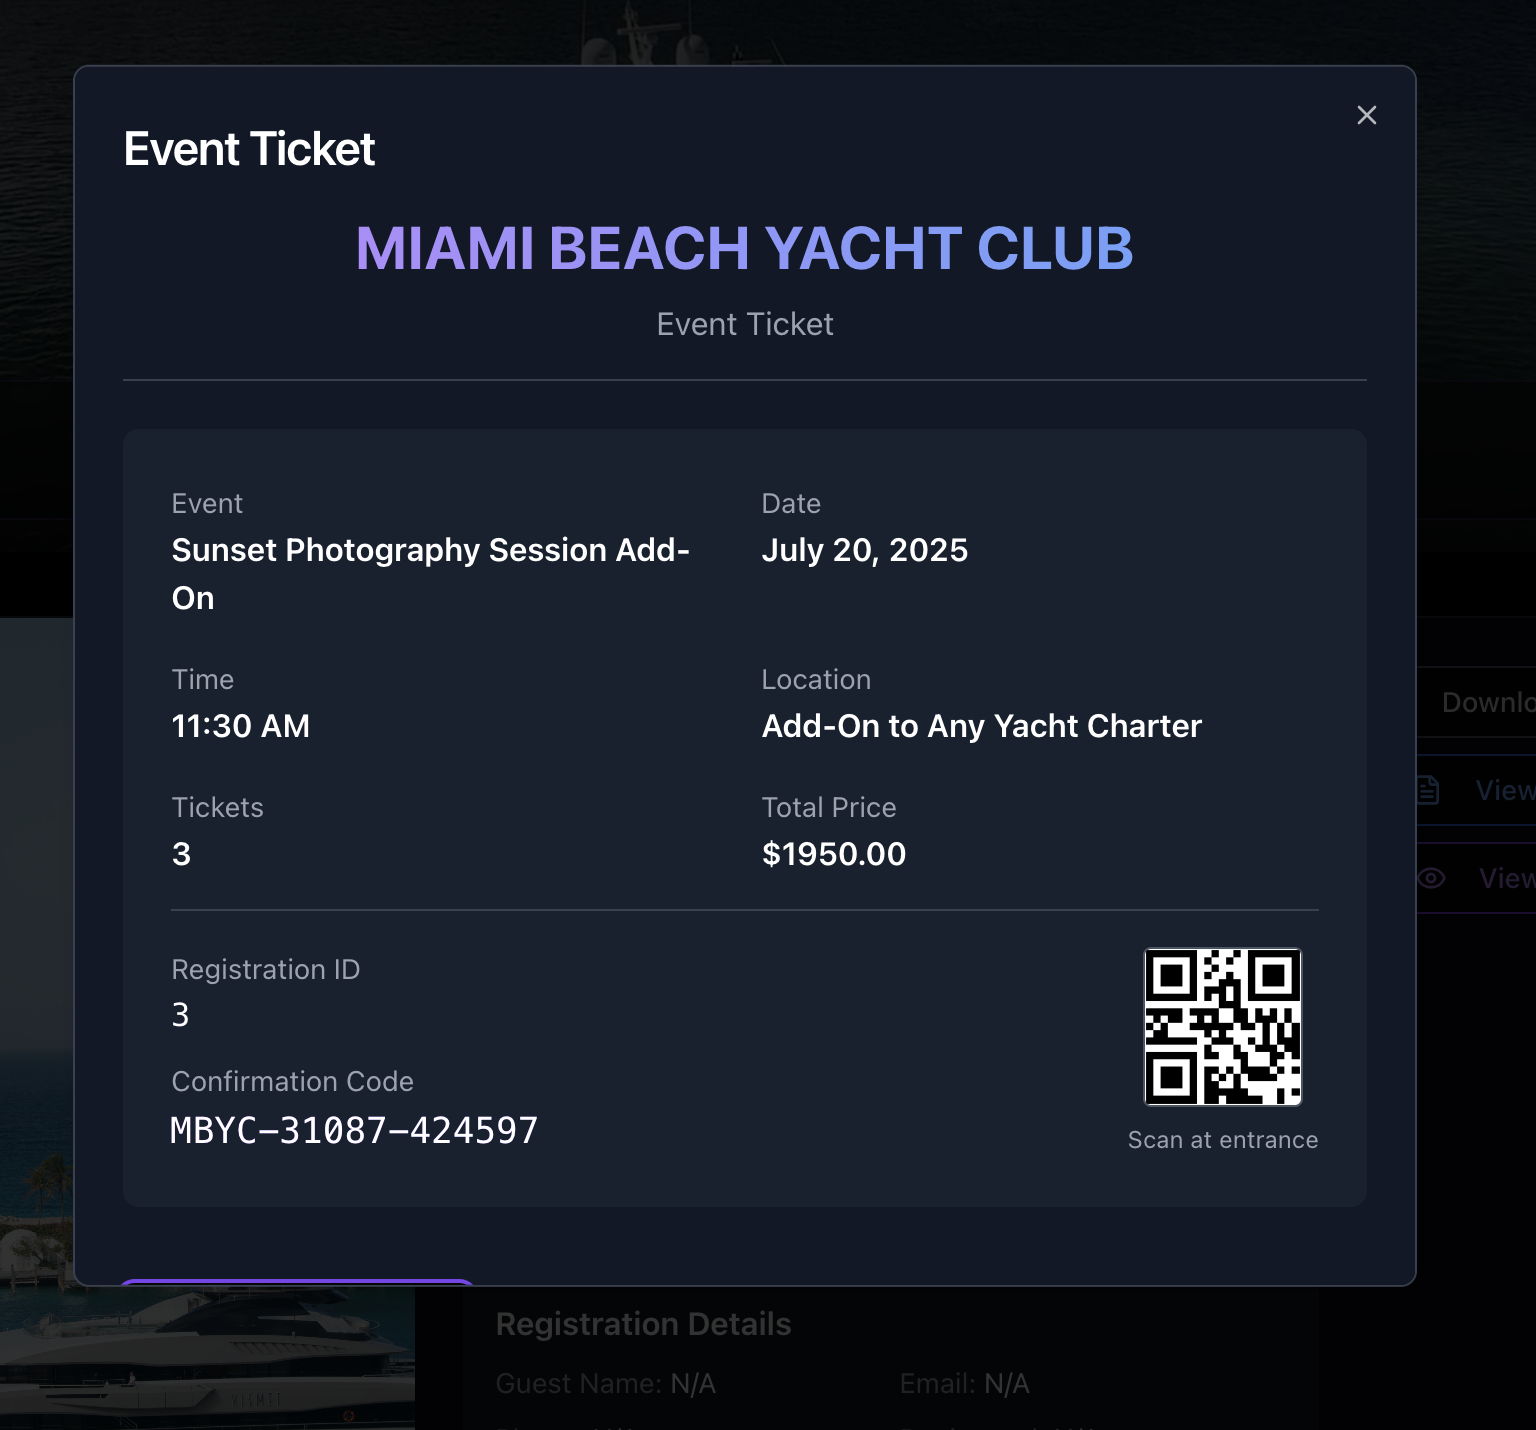 Event Ticket
MIAMI BEACH YACHT CLUB
Event Ticket
Event
Sunset Photography Session Add-
On
Date
July 20, 2025
Time
11:30 AM
Location
Add-On to Any Yacht Charter
Tickets
3
Total Price
$1950.00
Registration ID
3
Confirmation Code
MBYC-31087-424597
Scan at entrance
View
View
Registration Details
Guest Name: N/A
Email: N/A